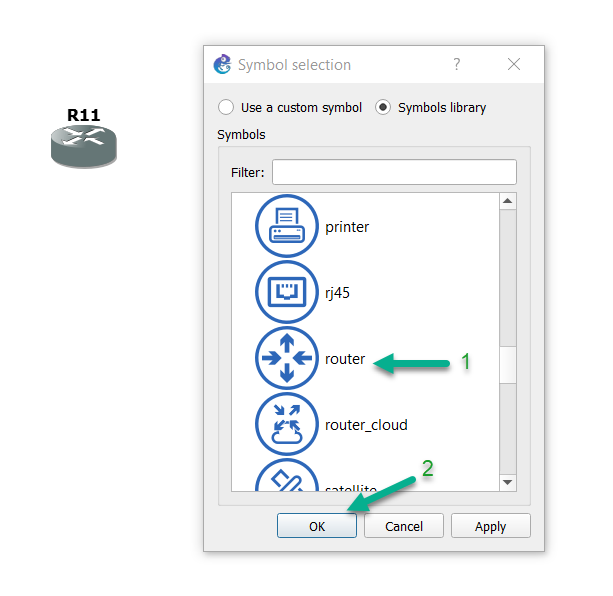 R11
Symbol selection
?
Use a custom symbol
Symbols library
Symbols
Filter:
printer
rj45
router
1
router_cloud
satellite
2
OK
Cancel
Apply